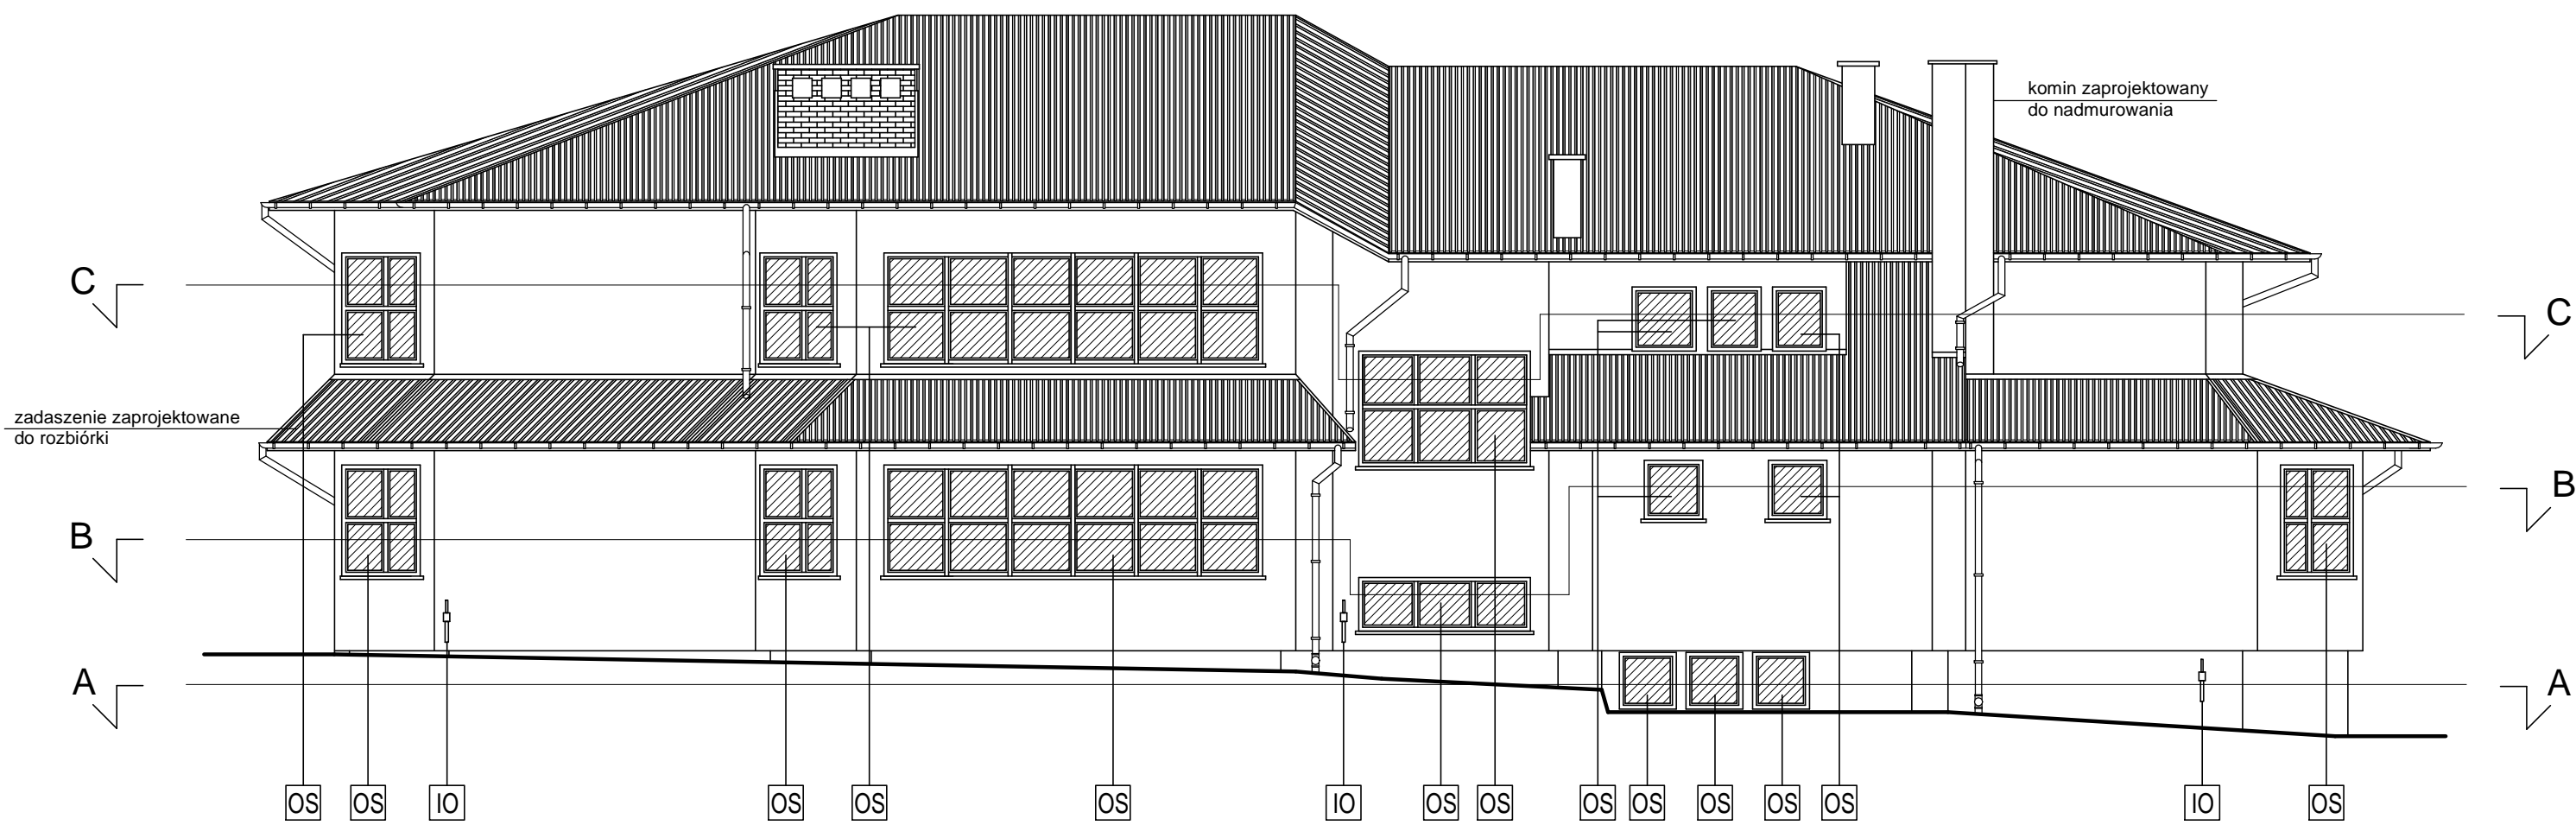 komin zaprojektowany
do nadmurowania
C
C
zadaszenie zaprojektowane
do rozbiórki
B
B
A
A
OS
OS
IO
OS
OS
OS
IO
OS
OS
OS
OS
OS
OS
OS
IO
OS